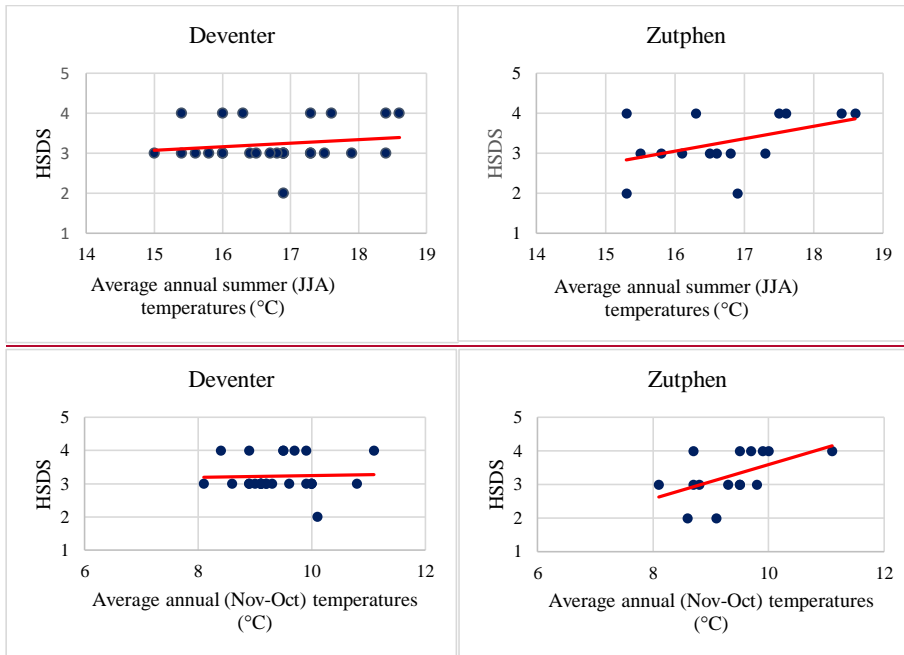 Deventer
5
4
3
2
1
HSDS
14 15 16 17 18 19
Average annual summer (JJA)
temperatures (°C)
Zutphen
5
4
3
2
1
HSDS
14 15 16 17 18 19
Average annual summer (JJA)
temperatures (°C)
Deventer
5
4
3
2
1
HSDS
6 8 10 12
Average annual (Nov-Oct) temperatures
(°C)
Zutphen
5
4
3
2
1
HSDS
6 8 10 12
Average annual (Nov-Oct) temperatures
(°C)